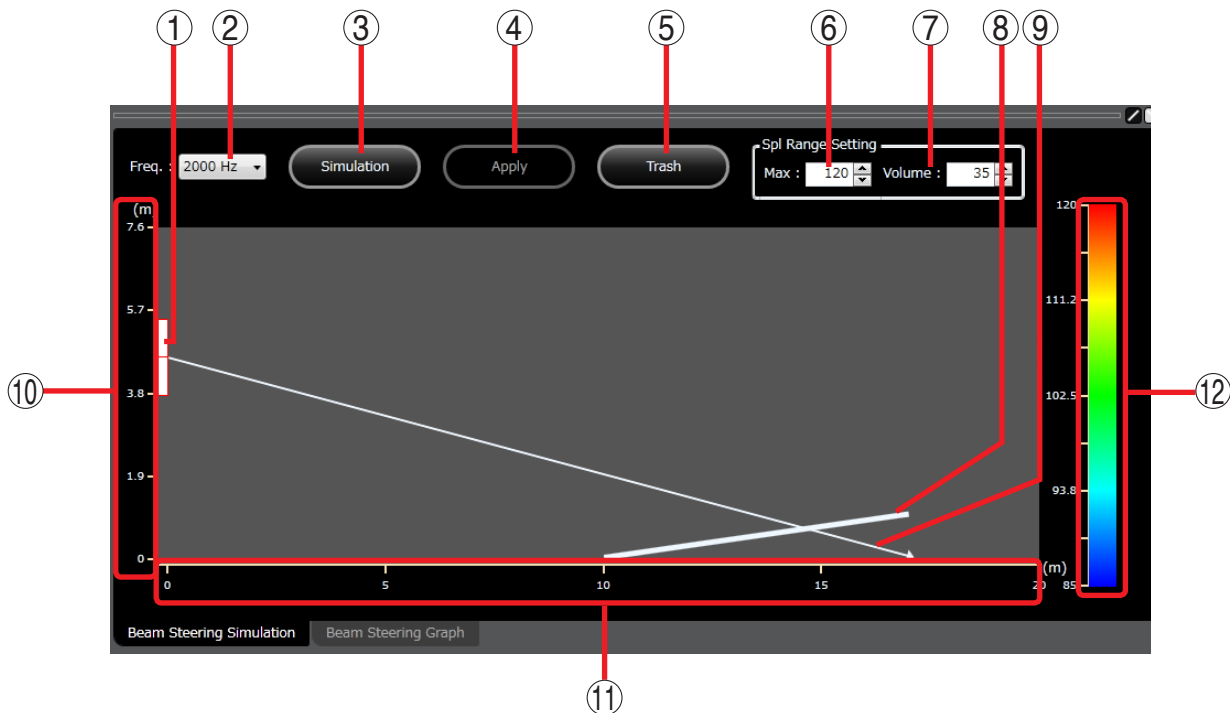 ① ② ③ ④ ⑤ ⑥ ⑦ ⑧ ⑨
Spl Range Setting
Freq. : 2000 Hz Simulation Apply Trash Max : 120 Volume : 35
(m) 120
7.6
5.7 111.2
⑩ 3.8 102.5 ⑫
1.9 93.8
0
(m)
0 5 10 15 20 85
Beam Steering Simulation Beam Steering Graph
⑪